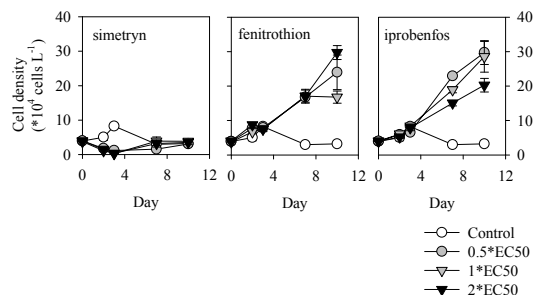 simetryn
fenitrothion
iprobenfos
Cell density
(*10⁴ cells L⁻¹)
40
30
20
10
0
40
30
20
10
0
0 4 8 12
0 4 8 12
0 4 8 12
Day
Day
Day
Control
0.5*EC50
1*EC50
2*EC50